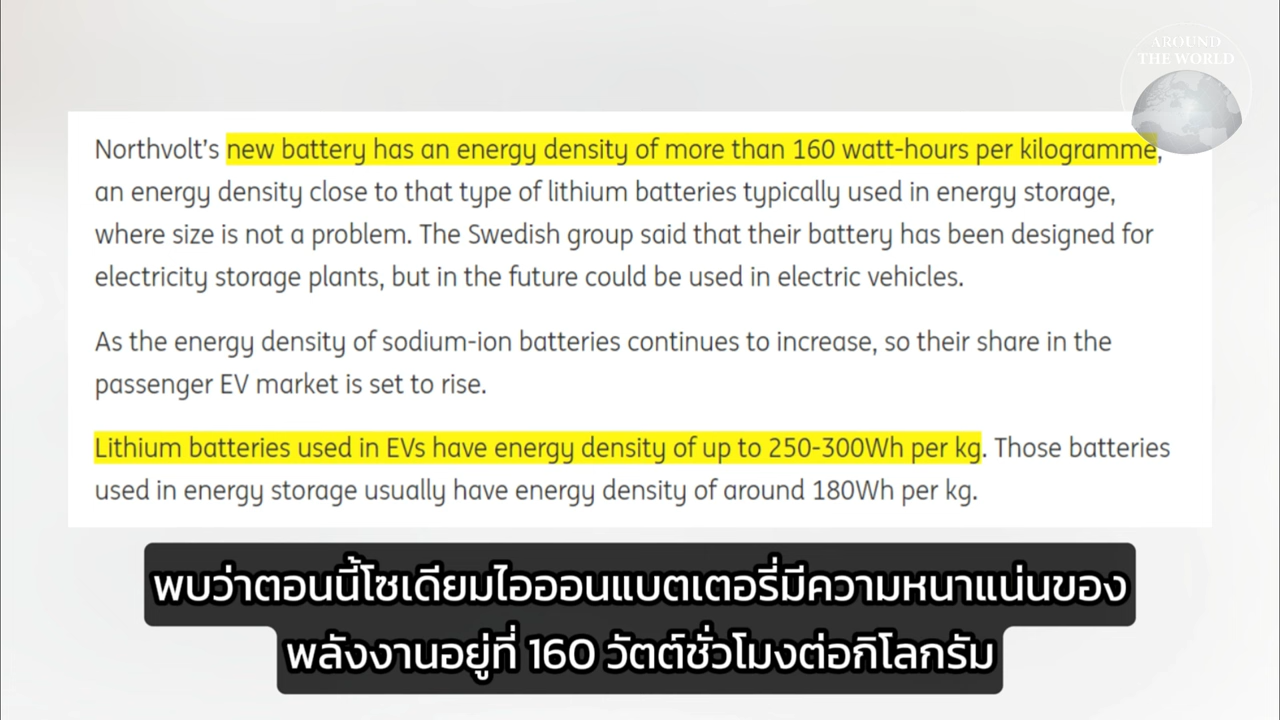 AROUND
THE WORLD
Northvolt’s new battery has an energy density of more than 160 watt-hours per kilogramme,
an energy density close to that type of lithium batteries typically used in energy storage,
where size is not a problem. The Swedish group said that their battery has been designed for
electricity storage plants, but in the future could be used in electric vehicles.
As the energy density of sodium-ion batteries continues to increase, so their share in the
passenger EV market is set to rise.
Lithium batteries used in EVs have energy density of up to 250-300Wh per kg. Those batteries
used in energy storage usually have energy density of around 180Wh per kg.
พบว่าตอนนี้โซเดียมไอออนแบตเตอรี่มีความหนาแน่นของ
พลังงานอยู่ที่ 160 วัตต์ชั่วโมงต่อกิโลกรัม